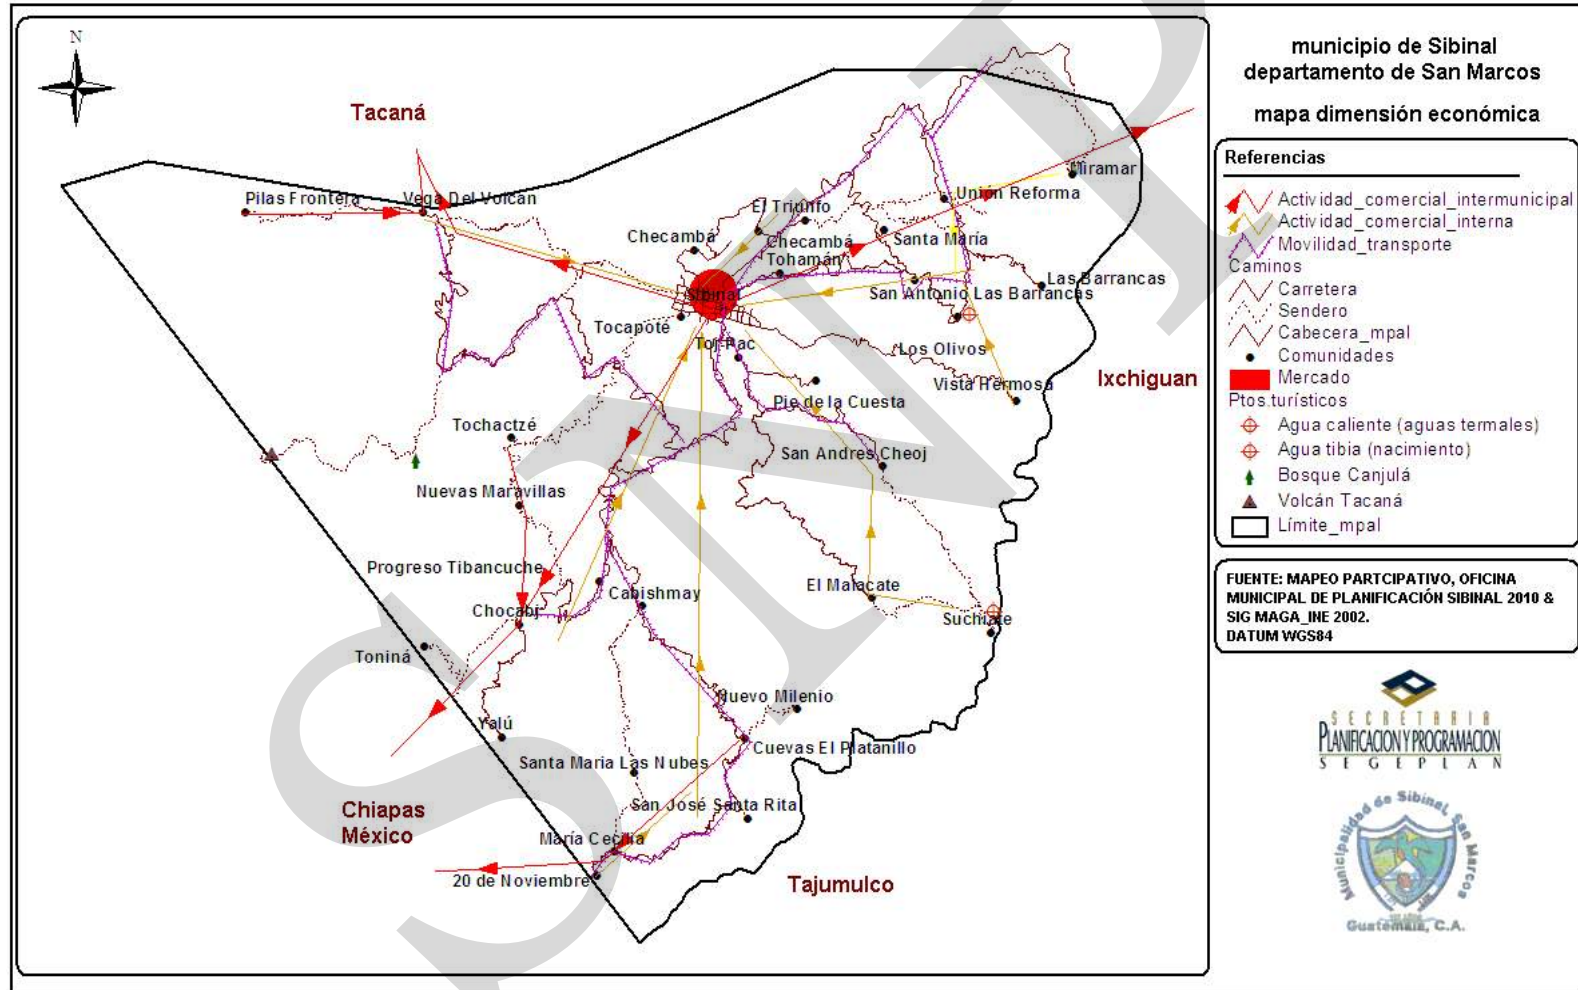 N
Tacaná
Pilas Frontera
Vega Del Volcán
Miramar
Unión Reforma
El Triunfo
Checambá
Checambá
Santa María
Tohamán
Las Barrancas
Sibinal
San Antonio Las Barrancas
Tocapote
Toj Pac
Los Olivos
Vista Hermosa
Ixchiguan
Pie de la Cuesta
Tochactzé
San Andres Cheoj
Nuevas Maravillas
Progreso Tibancuche
El Malacate
Cabishmay
Chocabj
Suchiate
Toniná
Nuevo Milenio
Yalú
Cuevas El Platanillo
Santa Maria Las Nubes
San José Santa Rita
Chiapas
México
María Cecilia
20 de Noviembre
Tajumulco
municipio de Sibinal
departamento de San Marcos
mapa dimensión económica
Referencias
Actividad_comercial_intermunicipal
Actividad_comercial_interna
Movilidad_transporte
Caminos
Carretera
Sendero
Cabecera_mpal
Comunidades
Mercado
Ptos.turísticos
Agua caliente (aguas termales)
Agua tibia (nacimiento)
Bosque Canjulá
Volcán Tacaná
Límite_mpal
FUENTE: MAPEO PARTCIPATIVO, OFICINA
MUNICIPAL DE PLANIFICACIÓN SIBINAL 2010 &
SIG MAGA_INE 2002.
DATUM WGS84
SECRETARIA
PLANIFICACION Y PROGRAMACION
SEGEPLAN
Municipalidad de Sibinal, San Marcos
Guatemala, C.A.